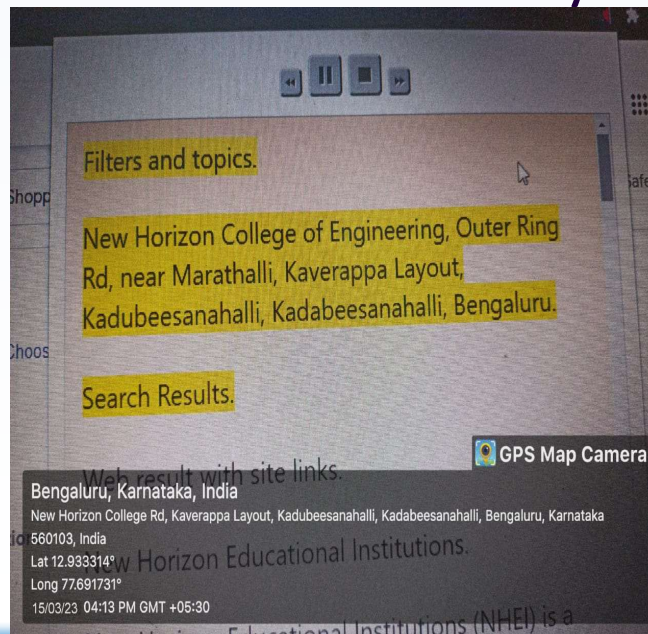 Shopp
Safe
Filters and topics.
New Horizon College of Engineering, Outer Ring
Rd, near Marathalli, Kaverappa Layout,
Kadubeesanahalli, Kadabeesanahalli, Bengaluru.
Choos
Search Results.
GPS Map Camera
Web result with site links.
Bengaluru, Karnataka, India
New Horizon College Rd, Kaverappa Layout, Kadubeesanahalli, Kadabeesanahalli, Bengaluru, Karnataka
560103, India
New Horizon Educational Institutions.
Lat 12.933314°
Long 77.691731°
15/03/23 04:13 PM GMT +05:30
Educational Institutions (NHEI) is a